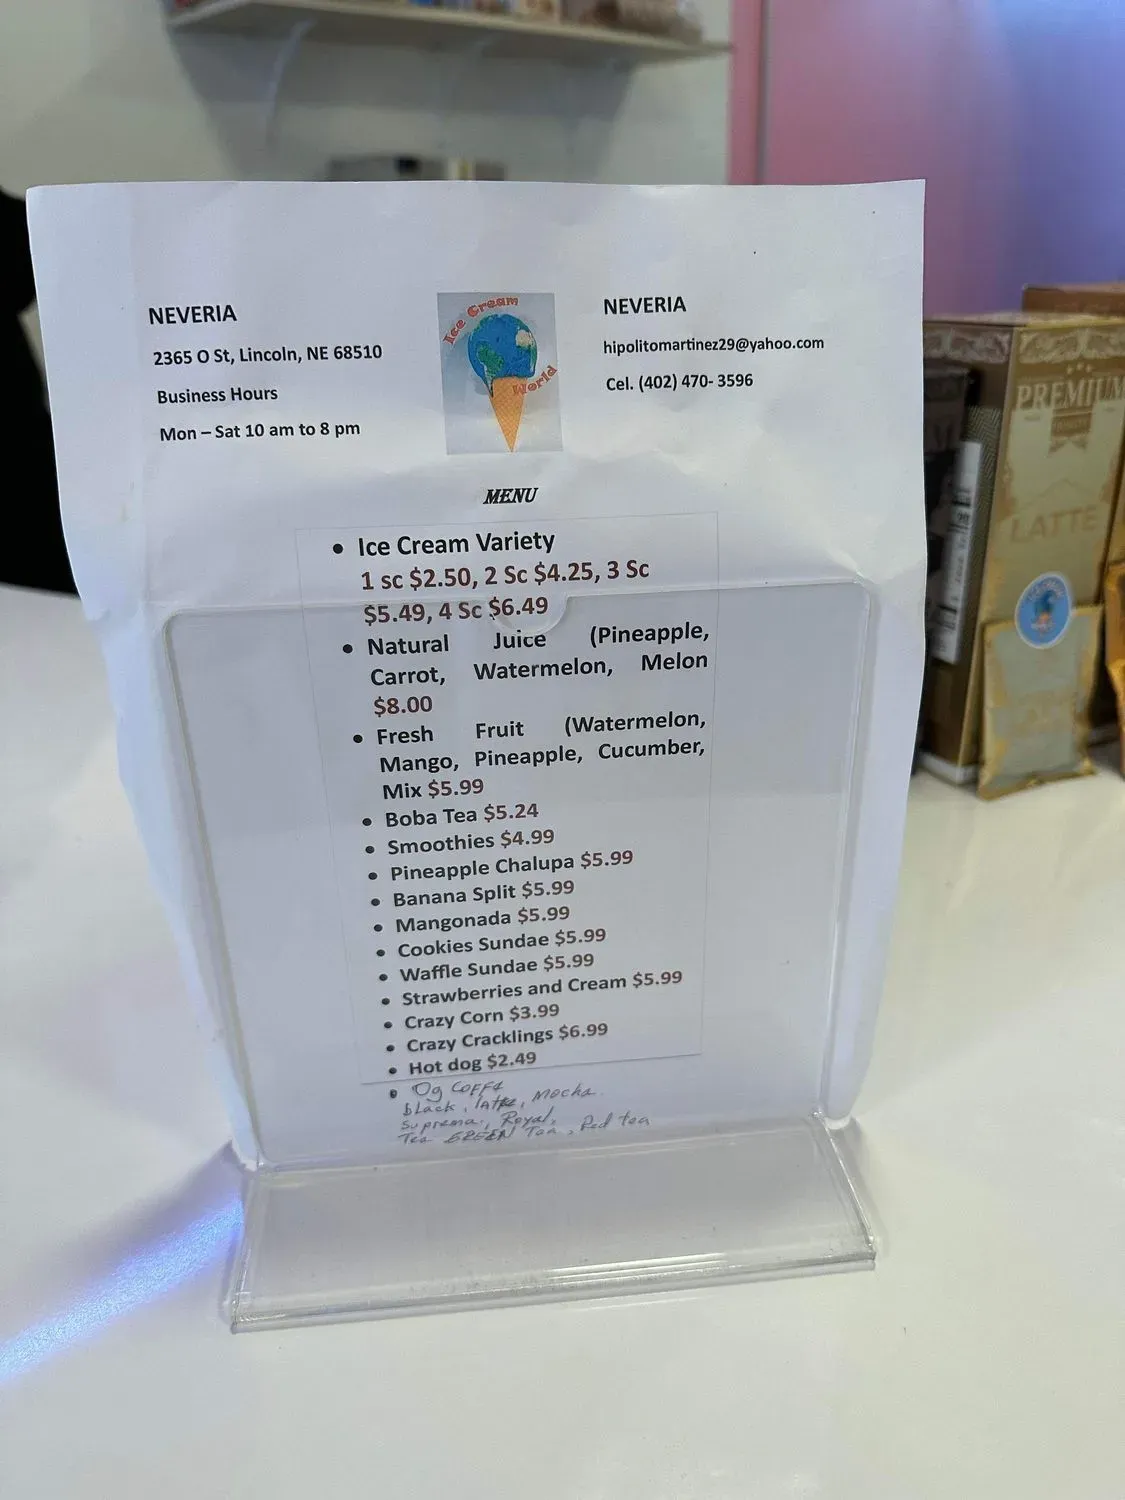 NEVERIA
2365 O St, Lincoln, NE 68510
Business Hours
Mon – Sat 10 am to 8 pm
Ice Cream
World
NEVERIA
hipolitomartinez29@yahoo.com
Cel. (402) 470- 3596
MENU
• Ice Cream Variety
1 sc $2.50, 2 Sc $4.25, 3 Sc
$5.49, 4 Sc $6.49
• Natural Juice (Pineapple,
Carrot, Watermelon, Melon
$8.00
• Fresh Fruit (Watermelon,
Mango, Pineapple, Cucumber,
Mix $5.99
• Boba Tea $5.24
• Smoothies $4.99
• Pineapple Chalupa $5.99
• Banana Split $5.99
• Mangonada $5.99
• Cookies Sundae $5.99
• Waffle Sundae $5.99
• Strawberries and Cream $5.99
• Crazy Corn $3.99
• Crazy Cracklings $6.99
• Hot dog $2.49
• Og COFFE
black, latte, Mocha.
Suprema, Royal,
Tea GREEN Tea, Red tea
PREMIUM
LATTE